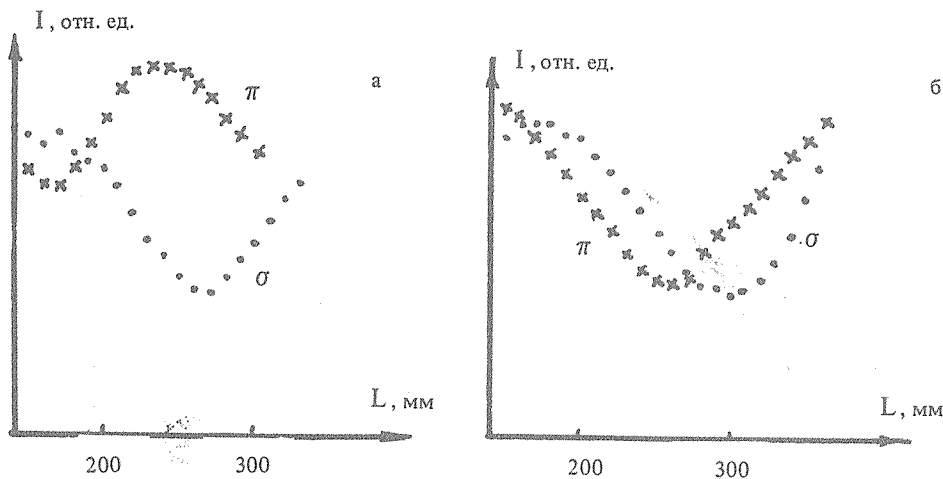 I, отн. ед.
а
π
σ
L, мм
200 300
I, отн. ед.
б
π
σ
L, мм
200 300